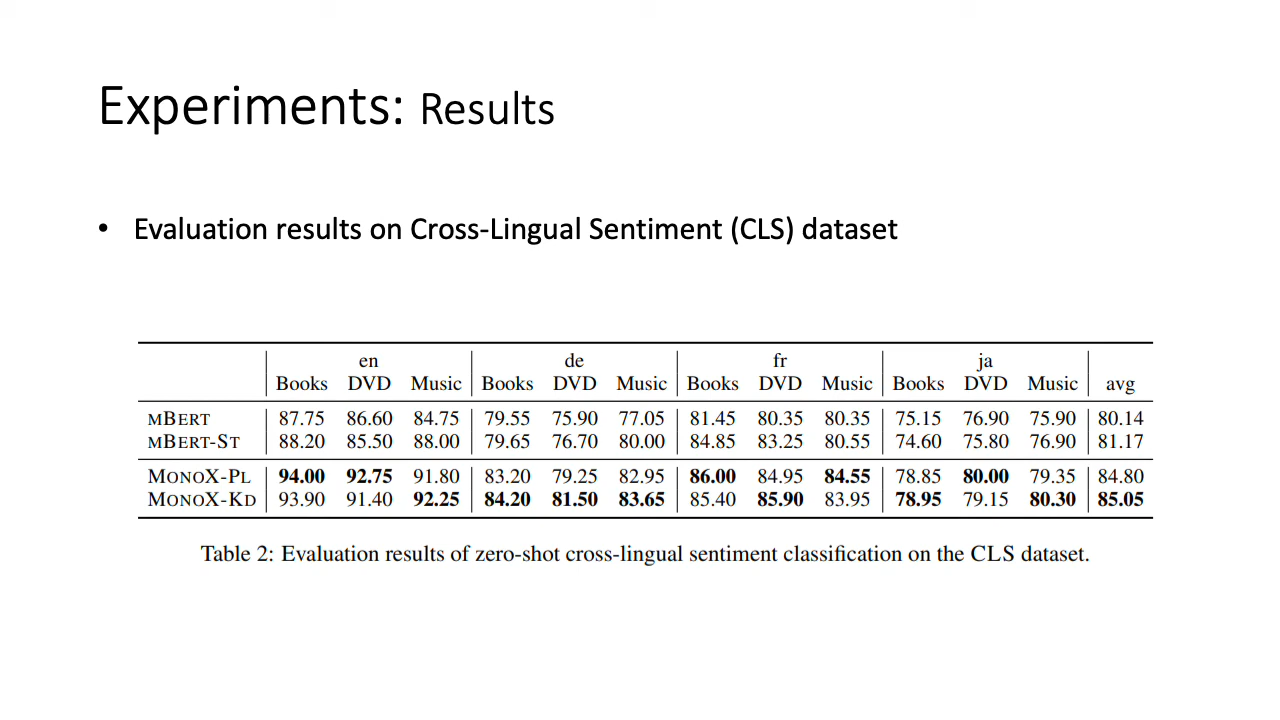 Experiments: Results
• Evaluation results on Cross-Lingual Sentiment (CLS) dataset
en de fr ja
Books DVD Music Books DVD Music Books DVD Music Books DVD Music avg
MBERT 87.75 86.60 84.75 79.55 75.90 77.05 81.45 80.35 80.35 75.15 76.90 75.90 80.14
MBERT-ST 88.20 85.50 88.00 79.65 76.70 80.00 84.85 83.25 80.55 74.60 75.80 76.90 81.17
MONOX-PL 94.00 92.75 91.80 83.20 79.25 82.95 86.00 84.95 84.55 78.85 80.00 79.35 84.80
MONOX-KD 93.90 91.40 92.25 84.20 81.50 83.65 85.40 85.90 83.95 78.95 79.15 80.30 85.05
Table 2: Evaluation results of zero-shot cross-lingual sentiment classification on the CLS dataset.